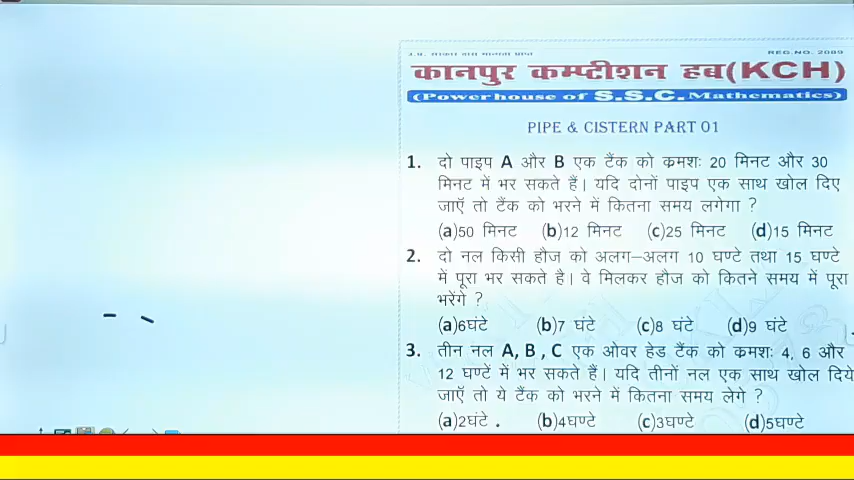 उ.प्र. सरकार द्वारा मान्यता प्राप्त REG.NO. 2089
कानपुर कम्प्टीशन हब(KCH)
(Powerhouse of S.S.C. Mathematics)
PIPE & CISTERN PART 01
1. दो पाइप A और B एक टैंक को क्रमशः 20 मिनट और 30
मिनट में भर सकते हैं। यदि दोनों पाइप एक साथ खोल दिए
जाएँ तो टैंक को भरने में कितना समय लगेगा ?
(a)50 मिनट (b)12 मिनट (c)25 मिनट (d)15 मिनट
2. दो नल किसी हौज को अलग–अलग 10 घण्टे तथा 15 घण्टे
में पूरा भर सकते है। वे मिलकर हौज को कितने समय में पूरा
भरेंगे ?
(a)6घंटे (b)7 घंटे (c)8 घंटे (d)9 घंटे
3. तीन नल A, B , C एक ओवर हेड टैंक को क्रमशः 4, 6 और
12 घण्टें में भर सकते हैं। यदि तीनों नल एक साथ खोल दिये
जाएँ तो ये टैंक को भरने में कितना समय लेगे ?
(a)2घंटे . (b)4घण्टे (c)3घण्टे (d)5घण्टे